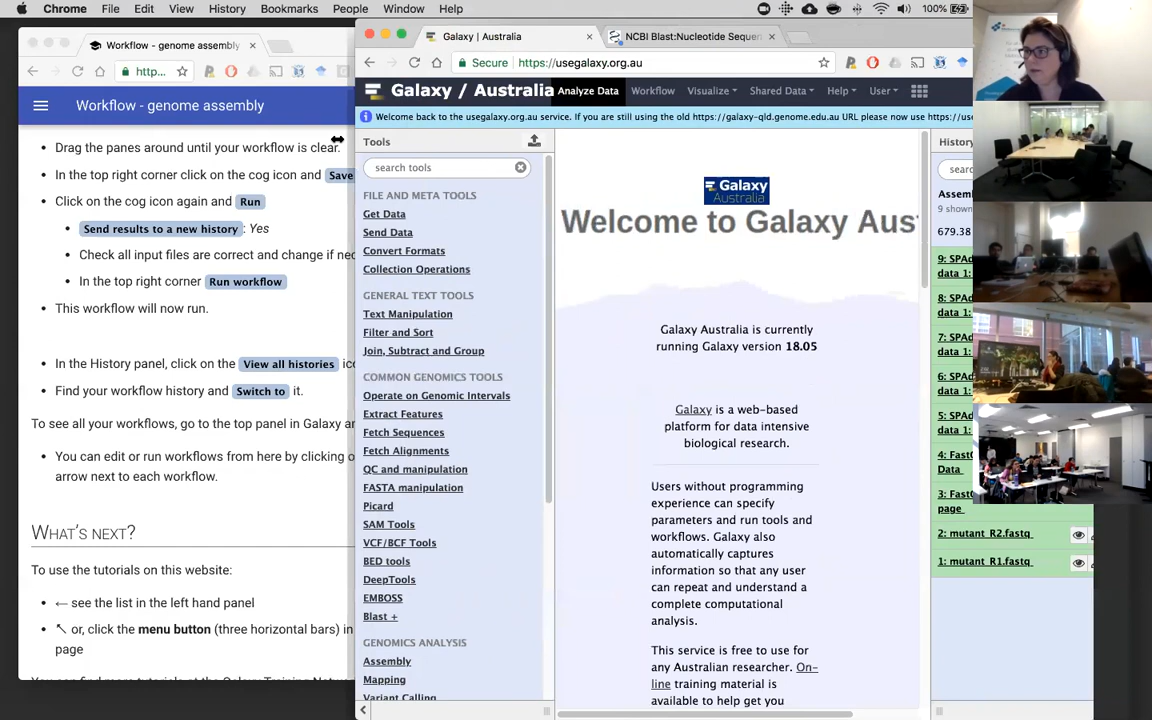 Chrome File Edit View History Bookmarks People Window Help 100%
Workflow - genome assembly
http...
Workflow - genome assembly
Drag the panes around until your workflow is clear.
In the top right corner click on the cog icon and Save
Click on the cog icon again and Run
Send results to a new history : Yes
Check all input files are correct and change if nec
In the top right corner Run workflow
This workflow will now run.
In the History panel, click on the View all histories ic
Find your workflow history and Switch to it.
To see all your workflows, go to the top panel in Galaxy an
You can edit or run workflows from here by clicking o
arrow next to each workflow.
What's next?
To use the tutorials on this website:
← see the list in the left hand panel
↖ or, click the menu button (three horizontal bars) in
page
Galaxy | Australia
NCBI Blast:Nucleotide Sequen
Secure https://usegalaxy.org.au
Galaxy / Australia Analyze Data Workflow Visualize Shared Data Help User
Welcome back to the usegalaxy.org.au service. If you are still using the old https://galaxy-qld.genome.edu.au URL please now use https://use
Tools
search tools
FILE AND META TOOLS
Get Data
Send Data
Convert Formats
Collection Operations
GENERAL TEXT TOOLS
Text Manipulation
Filter and Sort
Join, Subtract and Group
COMMON GENOMICS TOOLS
Operate on Genomic Intervals
Extract Features
Fetch Sequences
Fetch Alignments
QC and manipulation
FASTA manipulation
Picard
SAM Tools
VCF/BCF Tools
BED tools
DeepTools
EMBOSS
Blast +
GENOMICS ANALYSIS
Assembly
Mapping
Variant Calling
Galaxy
Australia
Welcome to Galaxy Aus
Galaxy Australia is currently
running Galaxy version 18.05
Galaxy is a web-based
platform for data intensive
biological research.
Users without programming
experience can specify
parameters and run tools and
workflows. Galaxy also
automatically captures
information so that any user
can repeat and understand a
complete computational
analysis.
This service is free to use for
any Australian researcher. On-
line training material is
available to help get you
History
searc
Assem
9 shown
679.38
9: SPAd
data 1:
8: SPAd
data 1:
7: SPAd
data 1:
6: SPAd
data 1:
5: SPAd
data 1:
4: FastQ
Data
3: FastQ
page
2: mutant_R2.fastq
1: mutant_R1.fastq